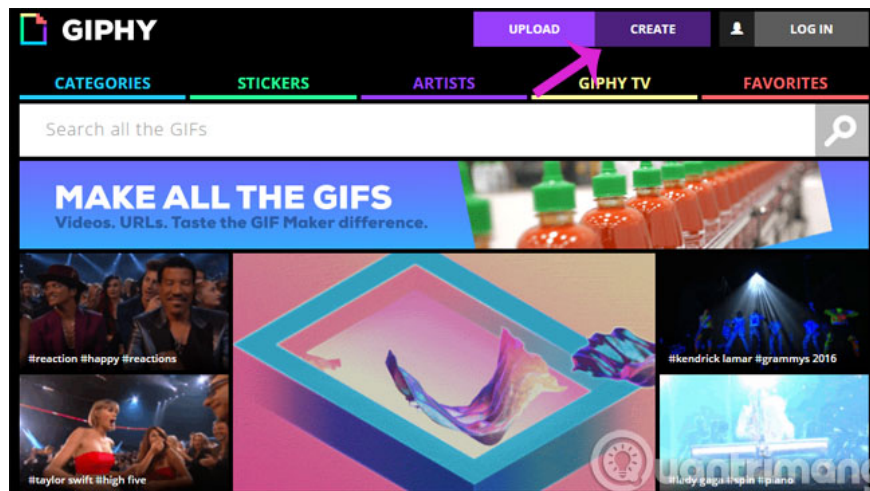 GIPHY
UPLOAD
CREATE
LOG IN
CATEGORIES
STICKERS
ARTISTS
GIPHY TV
FAVORITES
Search all the GIFs
MAKE ALL THE GIFS
Videos. URLs. Taste the GIF Maker difference.
#reaction #happy #reactions
#kendrick lamar #grammys 2016
#taylor swift #high five
#lady gaga #spin #piano
Quantrimang